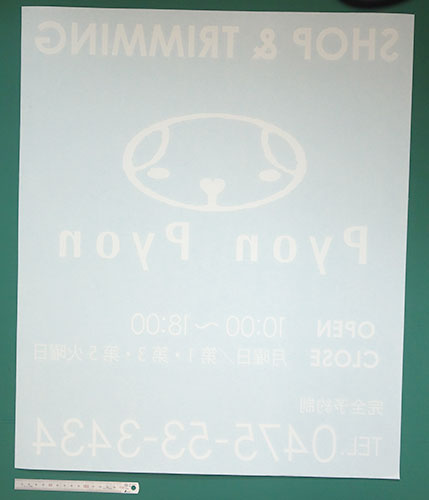 SHOP & TRIMMING
Pyon Pyon
OPEN 10:00〜18:00
CLOSE 月曜日／第1・第3・第5火曜日
完全予約制
TEL.0475-53-3434